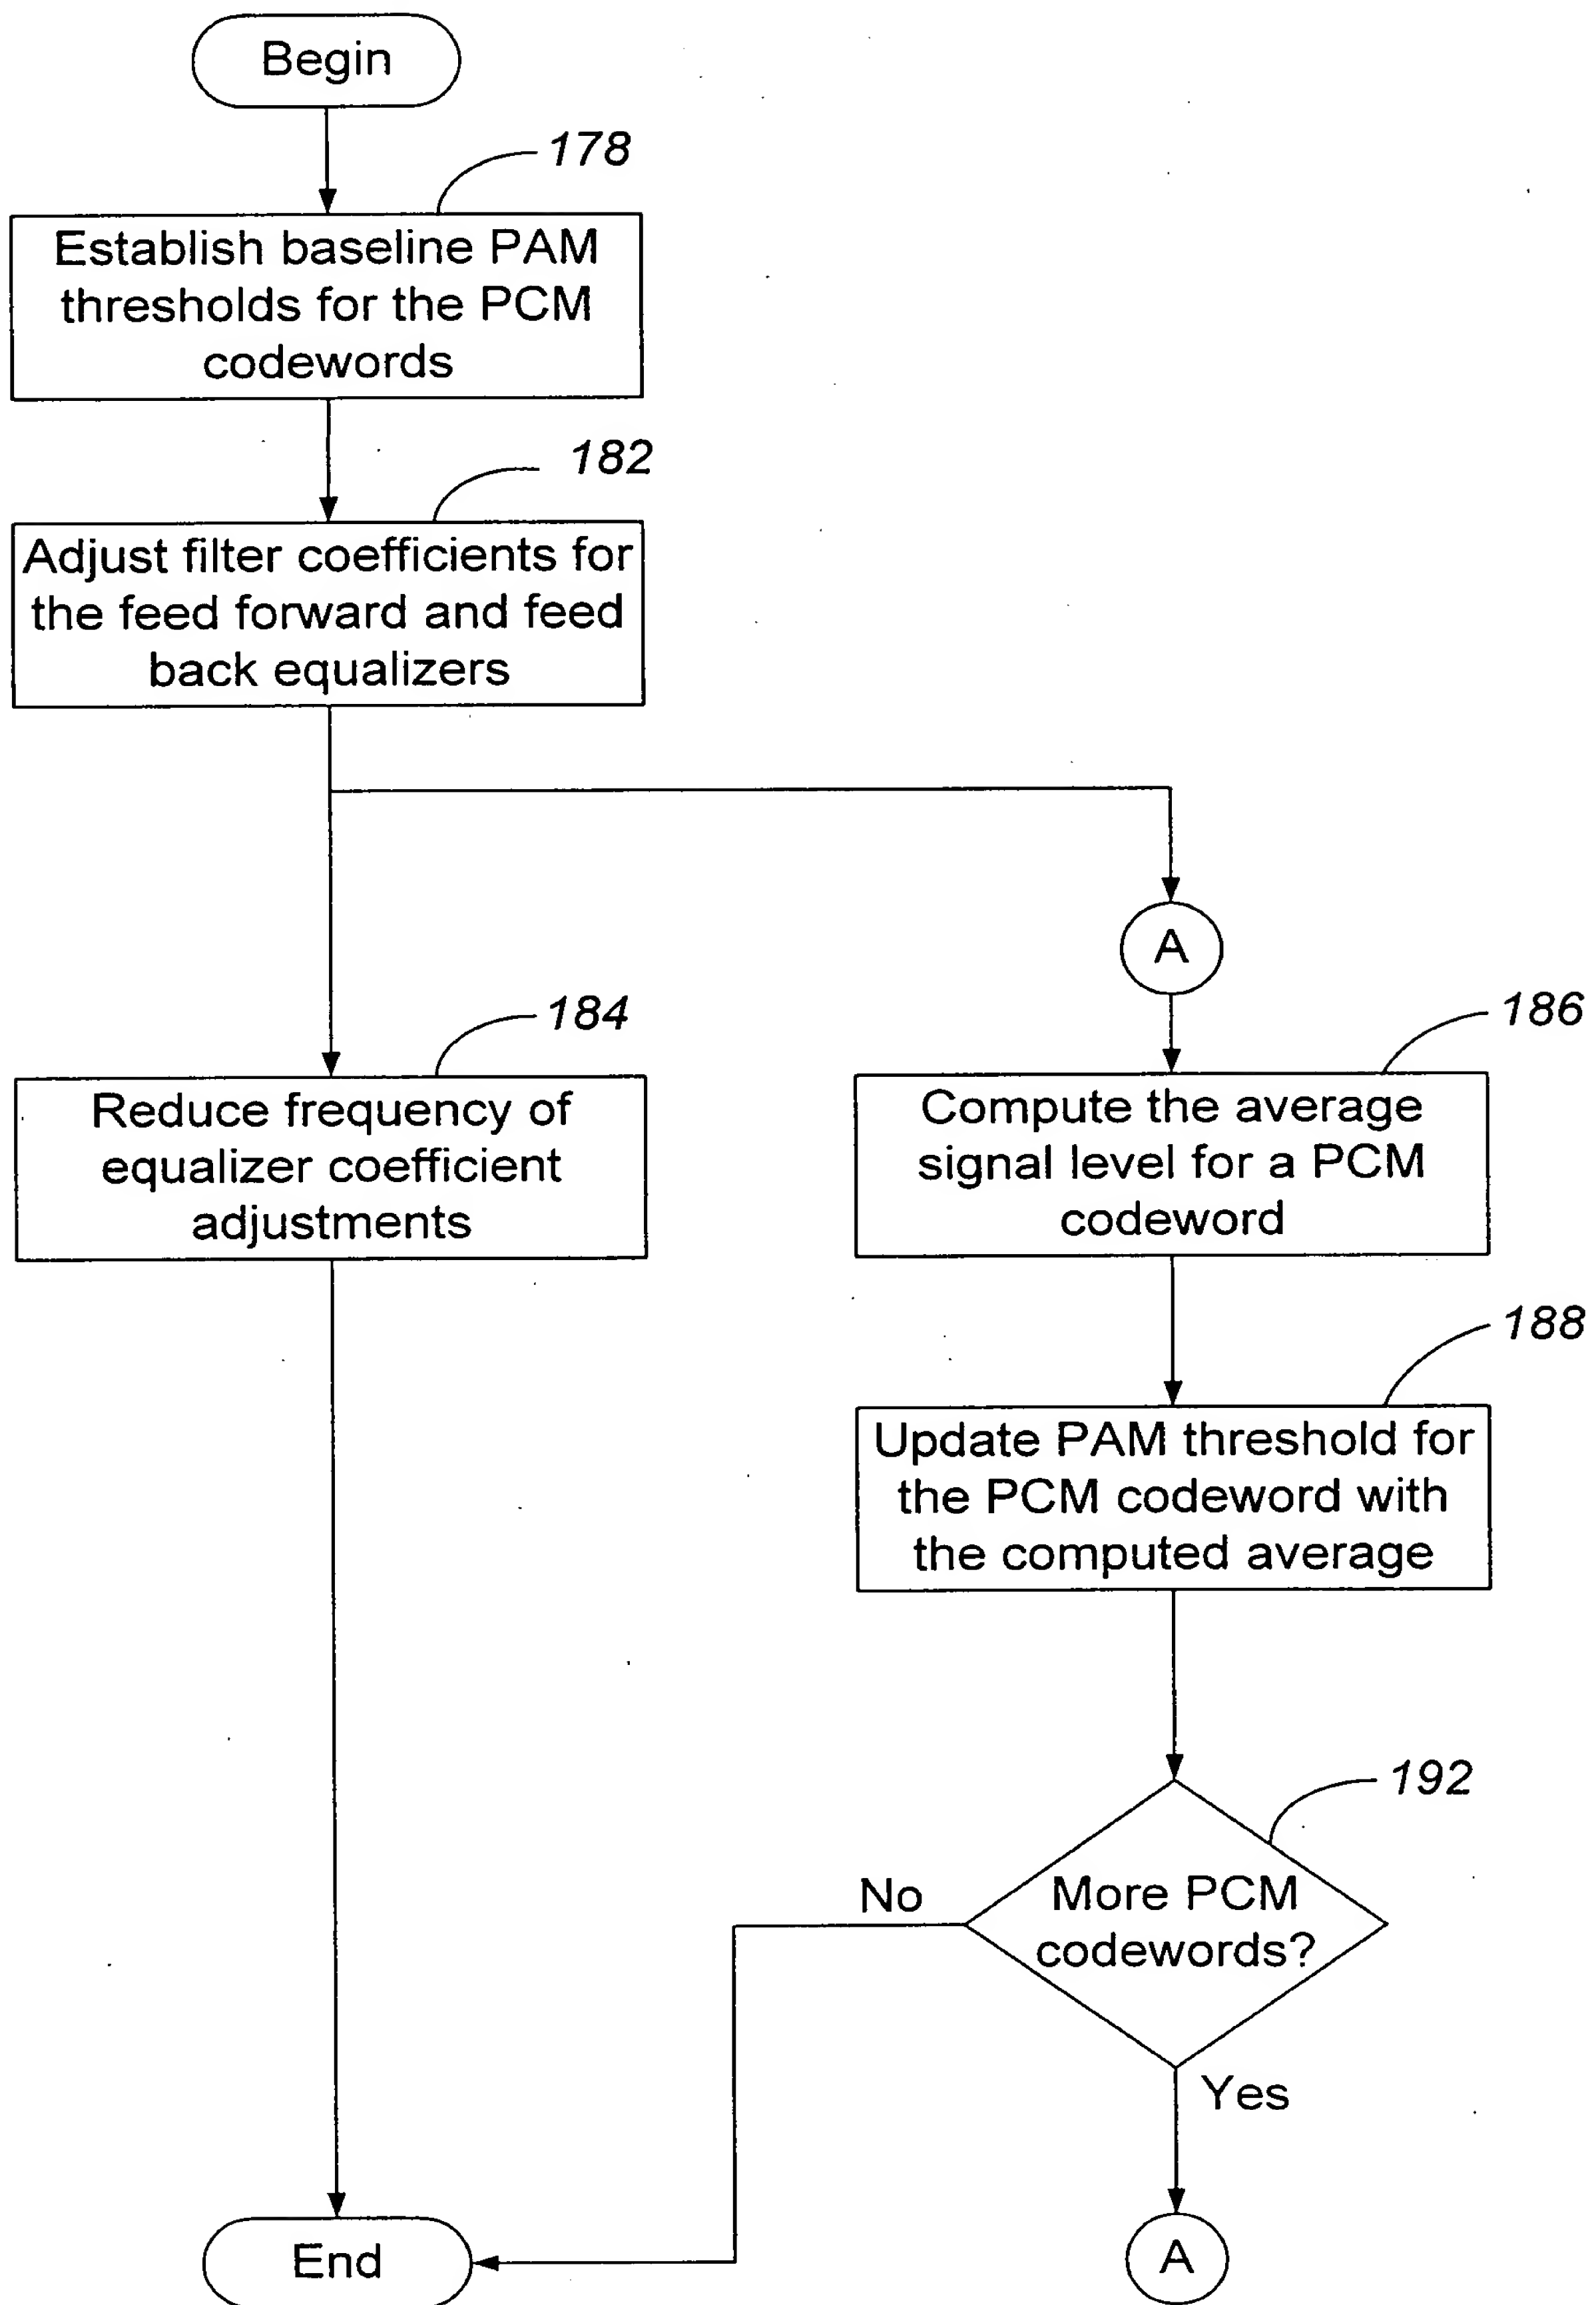 Begin
178
Establish baseline PAM
thresholds for the PCM
codewords
182
Adjust filter coefficients for
the feed forward and feed
back equalizers
A
184
Reduce frequency of
equalizer coefficient
adjustments
186
Compute the average
signal level for a PCM
codeword
188
Update PAM threshold for
the PCM codeword with
the computed average
192
More PCM
codewords?
No
Yes
End
A